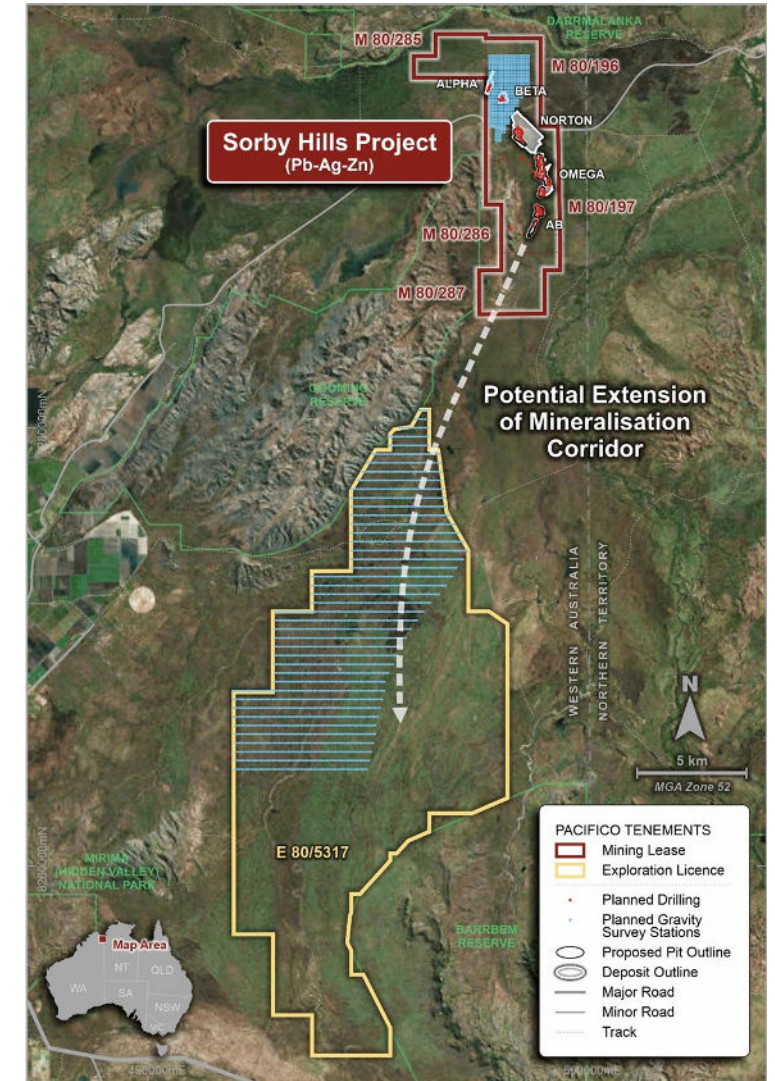 DARRMALANKA
RESERVE
M 80/285
M 80/196
ALPHA
BETA
NORTON
Sorby Hills Project
(Pb-Ag-Zn)
OMEGA
M 80/197
M 80/286
AB
M 80/287
GOOMING
RESERVE
Potential Extension
of Mineralisation
Corridor
WESTERN AUSTRALIA
NORTHERN TERRITORY
N
5 km
MGA Zone 52
E 80/5317
MIRIMA
(HIDDEN VALLEY)
NATIONAL PARK
BARRBEM
RESERVE
Map Area
WA
NT
QLD
SA
NSW
PACIFICO TENEMENTS
Mining Lease
Exploration Licence
Planned Drilling
Planned Gravity
Survey Stations
Proposed Pit Outline
Deposit Outline
Major Road
Minor Road
Track